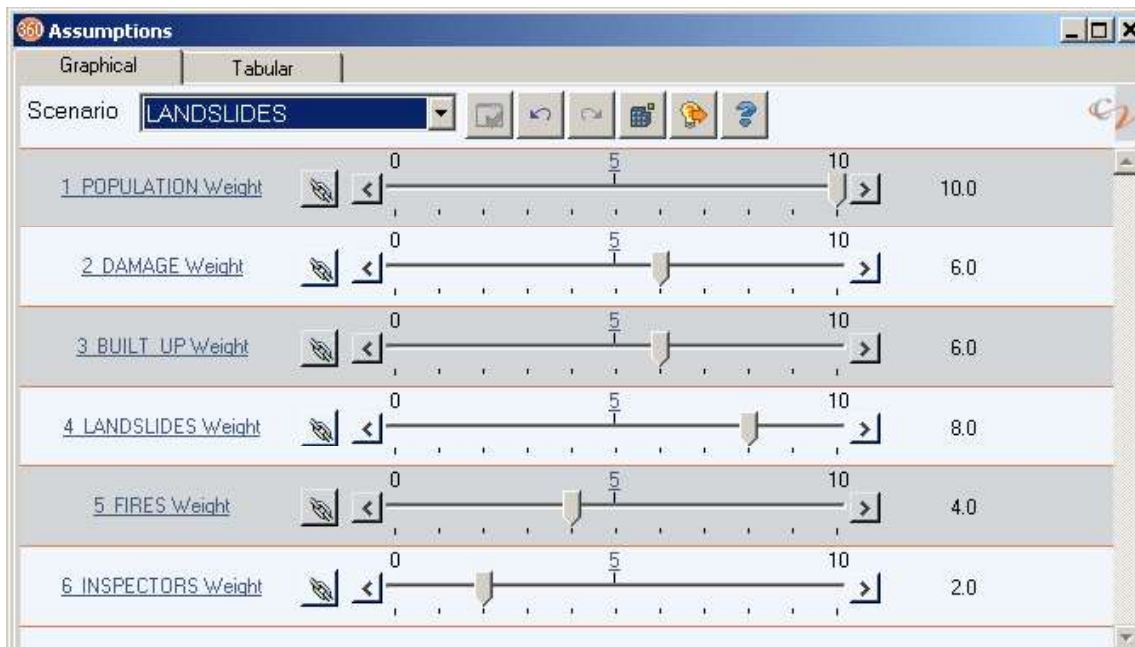 360 Assumptions
Graphical Tabular
Scenario LANDSLIDES
0 5 10
1 POPULATION Weight 10.0
0 5 10
2 DAMAGE Weight 6.0
0 5 10
3 BUILT UP Weight 6.0
0 5 10
4 LANDSLIDES Weight 8.0
0 5 10
5 FIRES Weight 4.0
0 5 10
6 INSPECTORS Weight 2.0